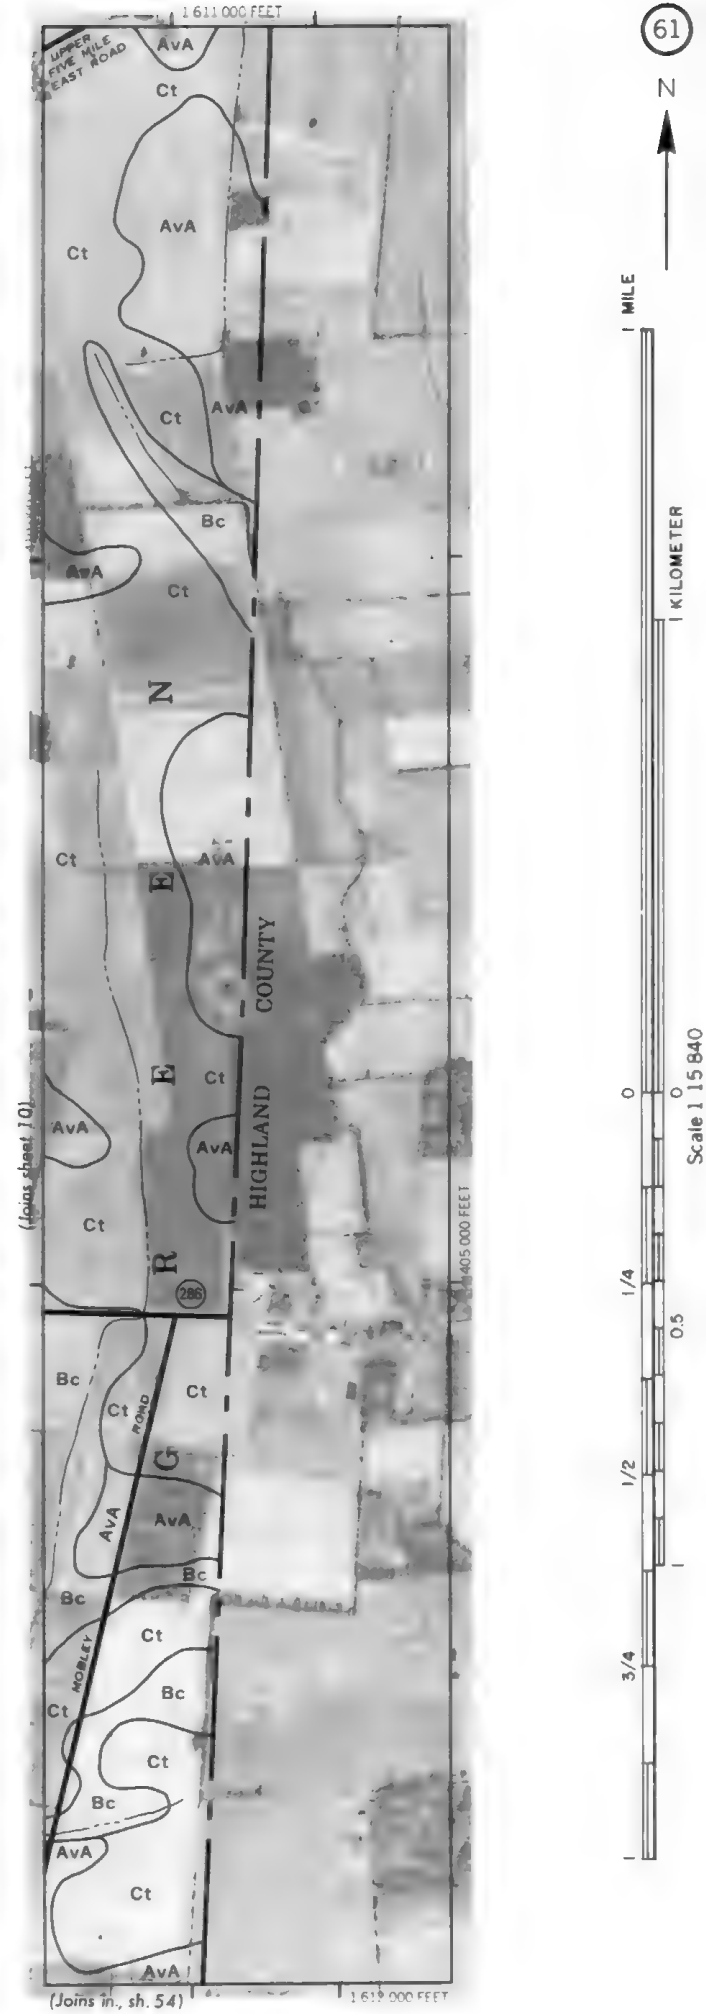 1 611 000 FEET
61
UPPER
FIVE MILE
EAST ROAD
AvA
Ct
N
AvA
Ct
1 MILE
Ct
AvA
Bc
1 KILOMETER
AvA
Ct
N
Ct
AvA
E
HIGHLAND COUNTY
E
Ct
0
0
Scale 1 15 840
(Joins sheet 10)
AvA
AvA
Ct
405 000 FEET
R
286
1/4
0.5
Bc
Ct
ROAD
Ct
G
1/2
AvA
AvA
Bc
1
Bc
Ct
MOBLEY
3/4
Bc
Ct
Ct
Bc
AvA
1
Ct
AvA
(Joins in., sh. 54)
1 612 000 FEET